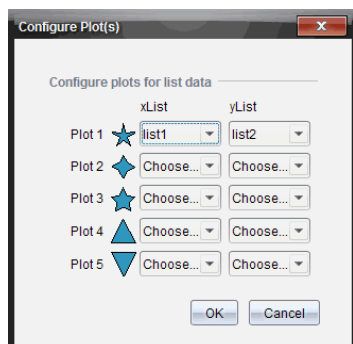 Configure Plot(s)
x
Configure plots for list data
xList yList
Plot 1 list1 list2
Plot 2 Choose... Choose...
Plot 3 Choose... Choose...
Plot 4 Choose... Choose...
Plot 5 Choose... Choose...
OK Cancel